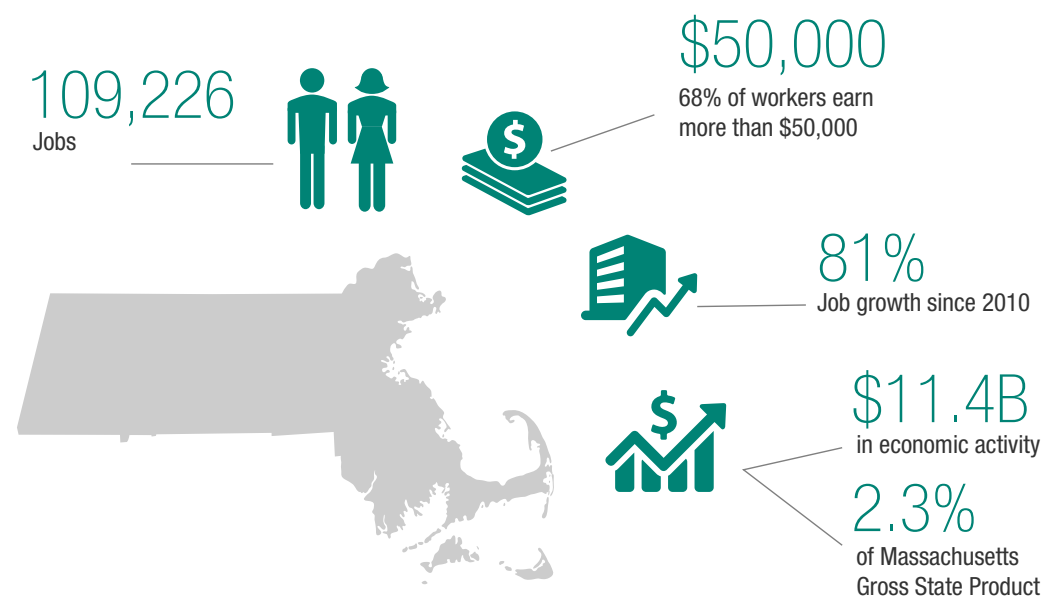 109,226
Jobs
$50,000
68% of workers earn
more than $50,000
$
81%
Job growth since 2010
$
$11.4B
in economic activity
2.3%
of Massachusetts
Gross State Product